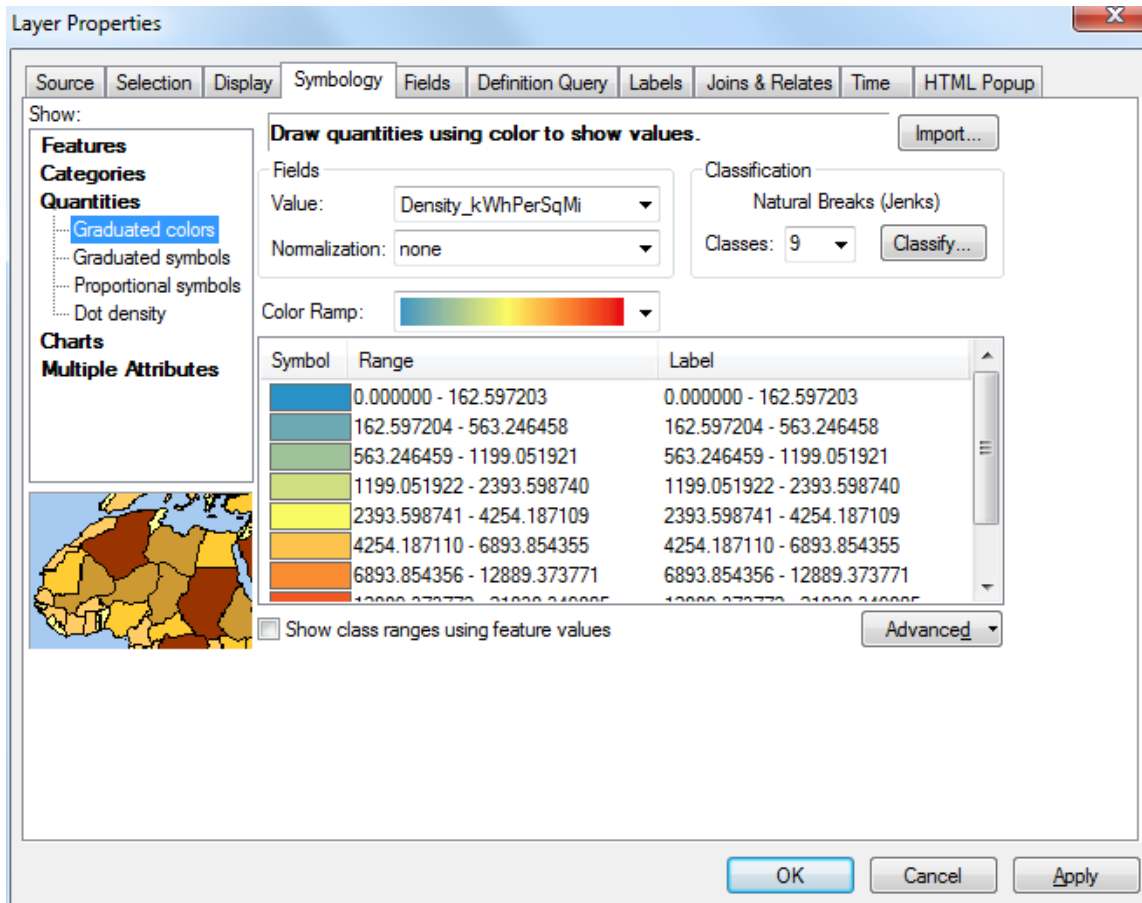 Layer Properties
Source Selection Display Symbology Fields Definition Query Labels Joins & Relates Time HTML Popup
Show:
Features
Categories
Quantities
Graduated colors
Graduated symbols
Proportional symbols
Dot density
Charts
Multiple Attributes
Draw quantities using color to show values.
Import...
Fields
Value: Density_kWhPerSqMi
Normalization: none
Classification
Natural Breaks (Jenks)
Classes: 9 Classify...
Color Ramp:
Symbol Range Label
0.000000 - 162.597203 0.000000 - 162.597203
162.597204 - 563.246458 162.597204 - 563.246458
563.246459 - 1199.051921 563.246459 - 1199.051921
1199.051922 - 2393.598740 1199.051922 - 2393.598740
2393.598741 - 4254.187109 2393.598741 - 4254.187109
4254.187110 - 6893.854355 4254.187110 - 6893.854355
6893.854356 - 12889.373771 6893.854356 - 12889.373771
Show class ranges using feature values
Advanced
OK Cancel Apply